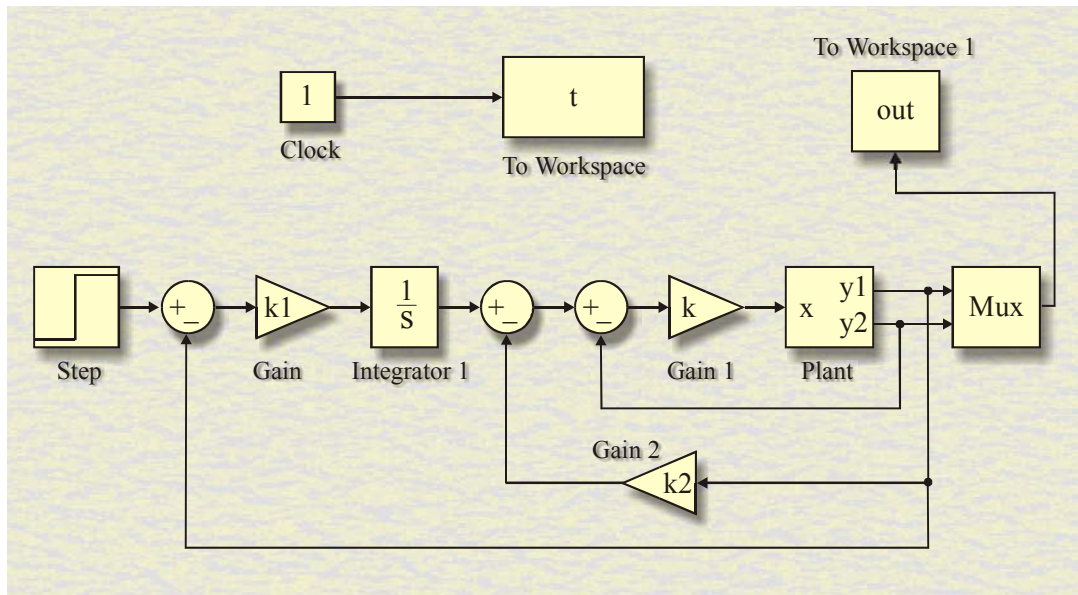 To Workspace 1
1
t
out
Clock
To Workspace
+
−
k1
1
s
+
−
+
−
k
x
y1
y2
Mux
Step
Gain
Integrator 1
Gain 1
Plant
Gain 2
k2